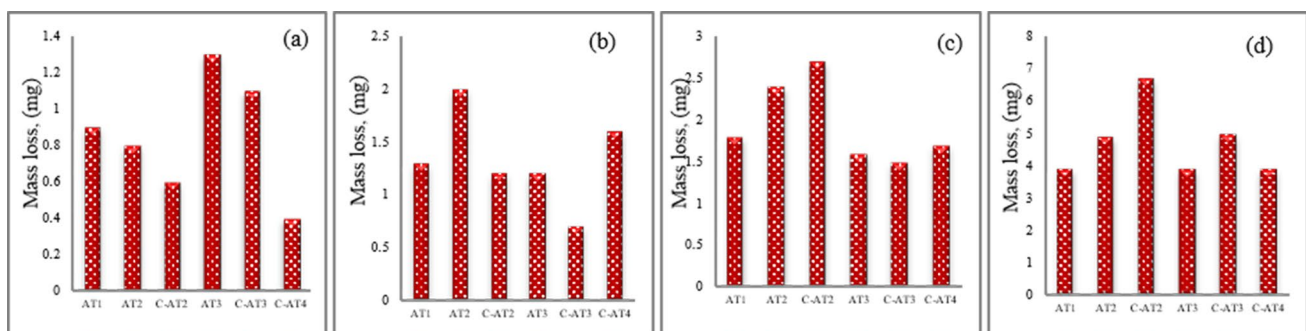 (a)
Mass loss, (mg)
1.4
1.2
1
0.8
0.6
0.4
0.2
0
AT1 AT2 C-AT2 AT3 C-AT3 C-AT4
(b)
Mass loss, (mg)
2.5
2
1.5
1
0.5
0
AT1 AT2 C-AT2 AT3 C-AT3 C-AT4
(c)
Mass loss, (mg)
3
2.5
2
1.5
1
0.5
0
AT1 AT2 C-AT2 AT3 C-AT3 C-AT4
(d)
Mass loss, (mg)
8
7
6
5
4
3
2
1
0
AT1 AT2 C-AT2 AT3 C-AT3 C-AT4